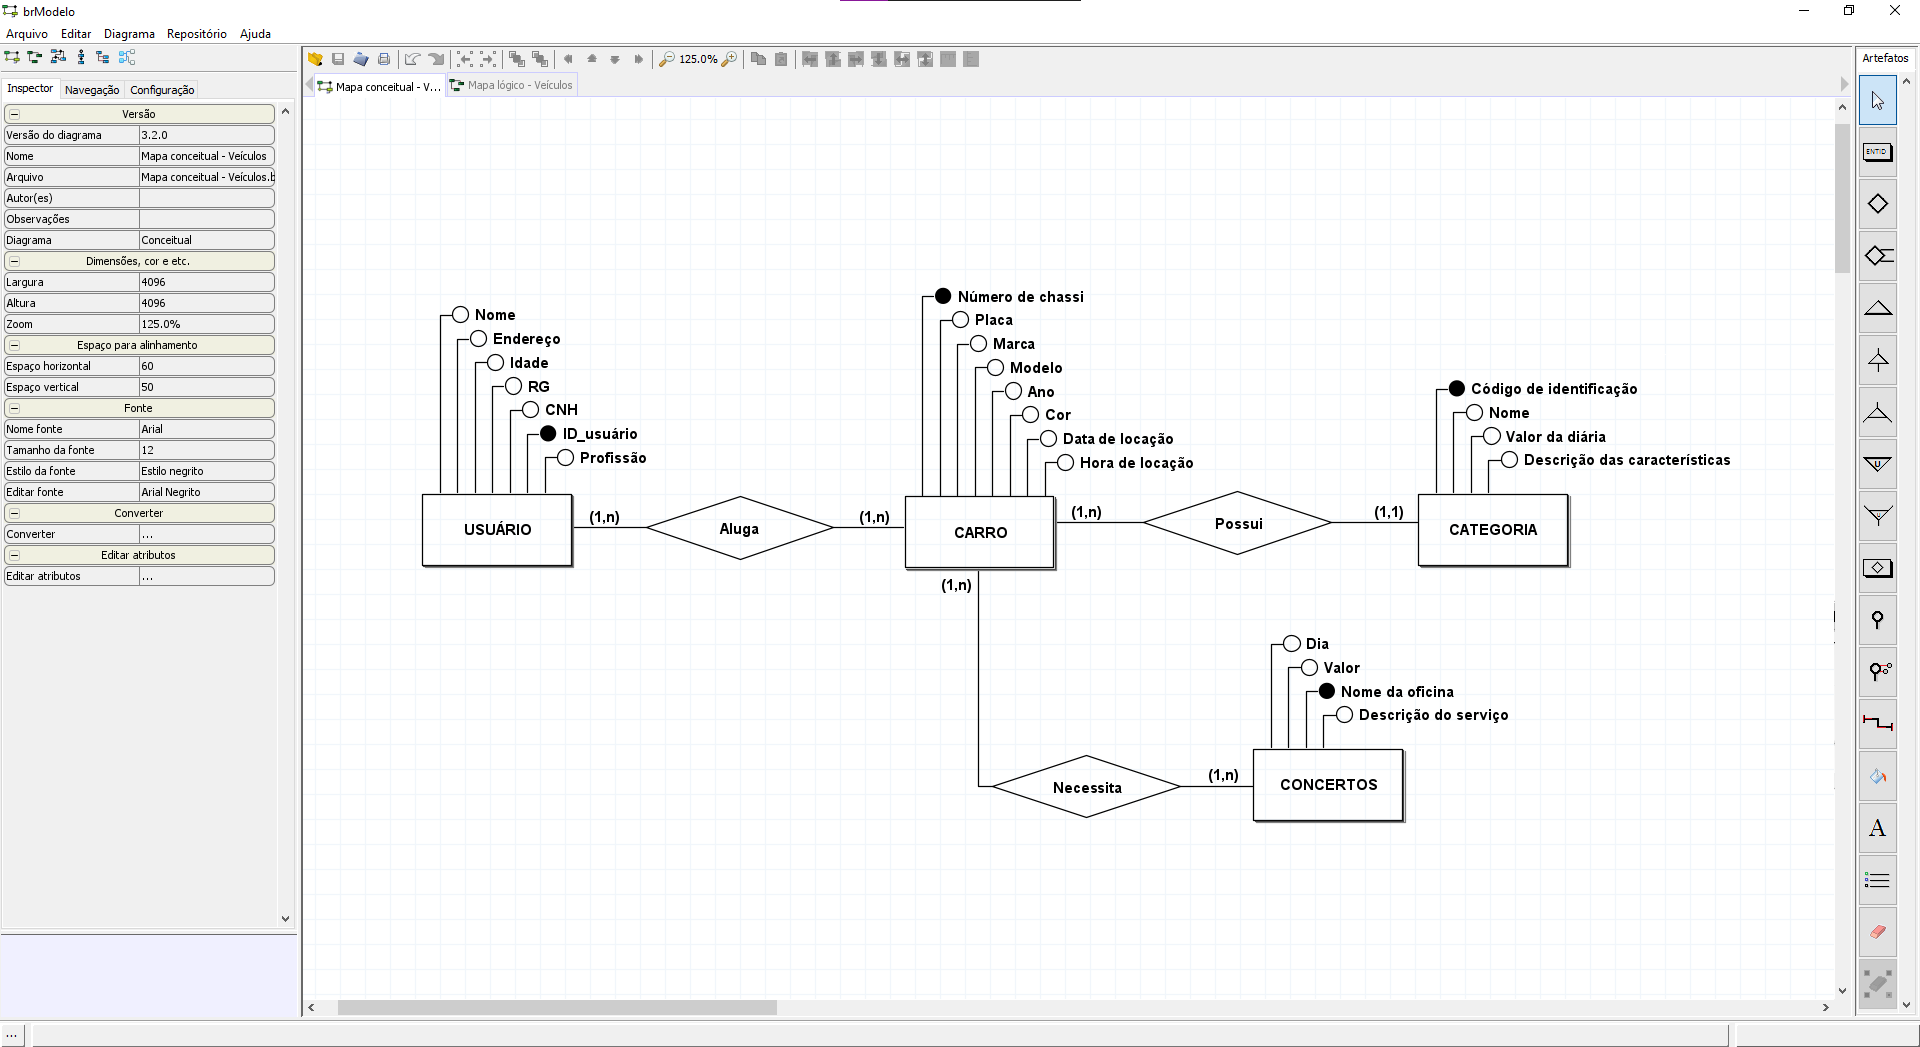 brModelo
Arquivo Editar Diagrama Repositório Ajuda
Inspector Navegação Configuração
Versão
Versão do diagrama 3.2.0
Nome Mapa conceitual - Veículos
Arquivo Mapa conceitual - Veículos.b
Autor(es)
Observações
Diagrama Conceitual
Dimensões, cor e etc.
Largura 4096
Altura 4096
Zoom 125.0%
Espaço para alinhamento
Espaço horizontal 60
Espaço vertical 50
Fonte
Nome fonte Arial
Tamanho da fonte 12
Estilo da fonte Estilo negrito
Editar fonte Arial Negrito
Converter
Converter ...
Editar atributos
Editar atributos ...
125.0%
Mapa conceitual - V... Mapa lógico - Veículos
Nome
Endereço
Idade
RG
CNH
ID_usuário
Profissão
USUÁRIO
(1,n)
Aluga
(1,n)
Número de chassi
Placa
Marca
Modelo
Ano
Cor
Data de locação
Hora de locação
CARRO
(1,n)
Possui
(1,1)
Código de identificação
Nome
Valor da diária
Descrição das características
CATEGORIA
(1,n)
Necessita
(1,n)
Dia
Valor
Nome da oficina
Descrição do serviço
CONCERTOS
Artefatos
ENTID
U
U
A
...